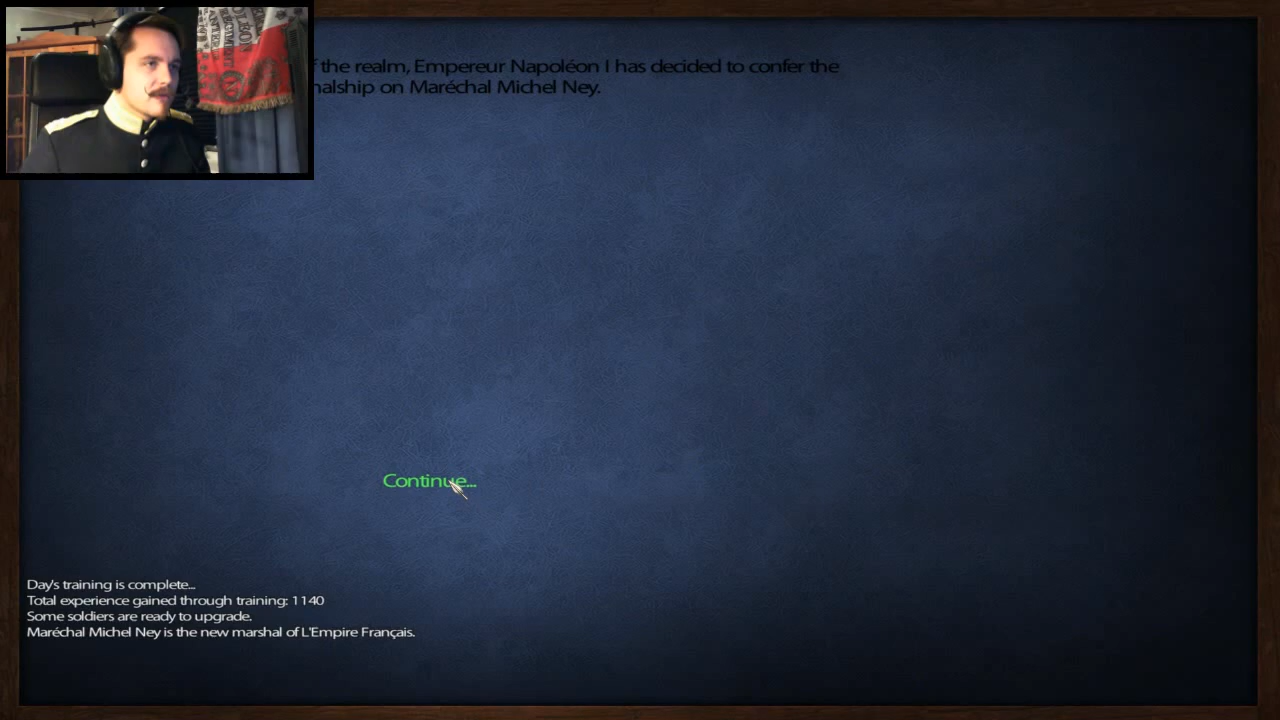 f the realm, Empereur Napoléon I has decided to confer the
nalship on Maréchal Michel Ney.
Continue...
Day's training is complete...
Total experience gained through training: 1140
Some soldiers are ready to upgrade.
Maréchal Michel Ney is the new marshal of L'Empire Français.